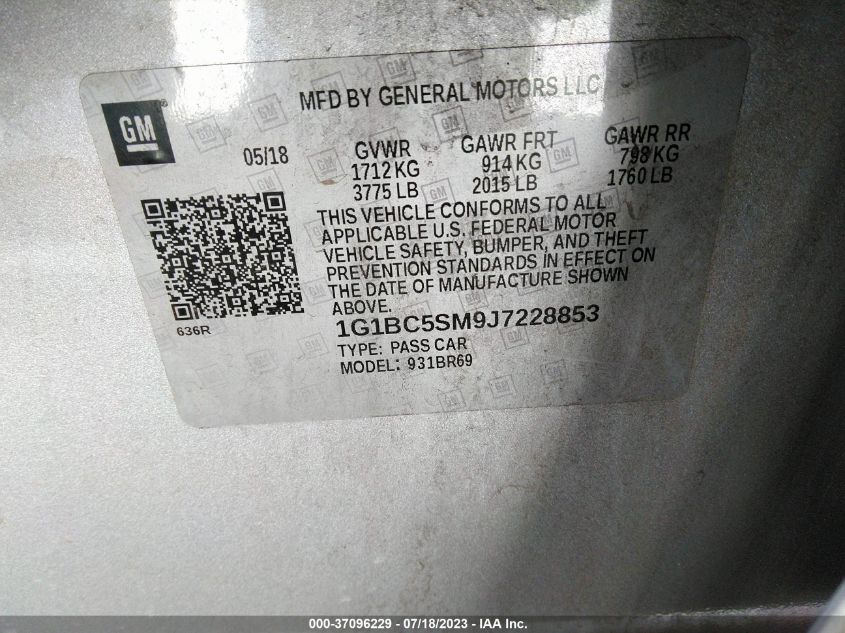 MFD BY GENERAL MOTORS LLC
GM
05/18
GVWR
1712 KG
3775 LB
GAWR FRT
914 KG
2015 LB
GAWR RR
798 KG
1760 LB
THIS VEHICLE CONFORMS TO ALL
APPLICABLE U.S. FEDERAL MOTOR
VEHICLE SAFETY, BUMPER, AND THEFT
PREVENTION STANDARDS IN EFFECT ON
THE DATE OF MANUFACTURE SHOWN
ABOVE.
636R
1G1BC5SM9J7228853
TYPE: PASS CAR
MODEL: 931BR69
000-37096229 - 07/18/2023 - IAA Inc.